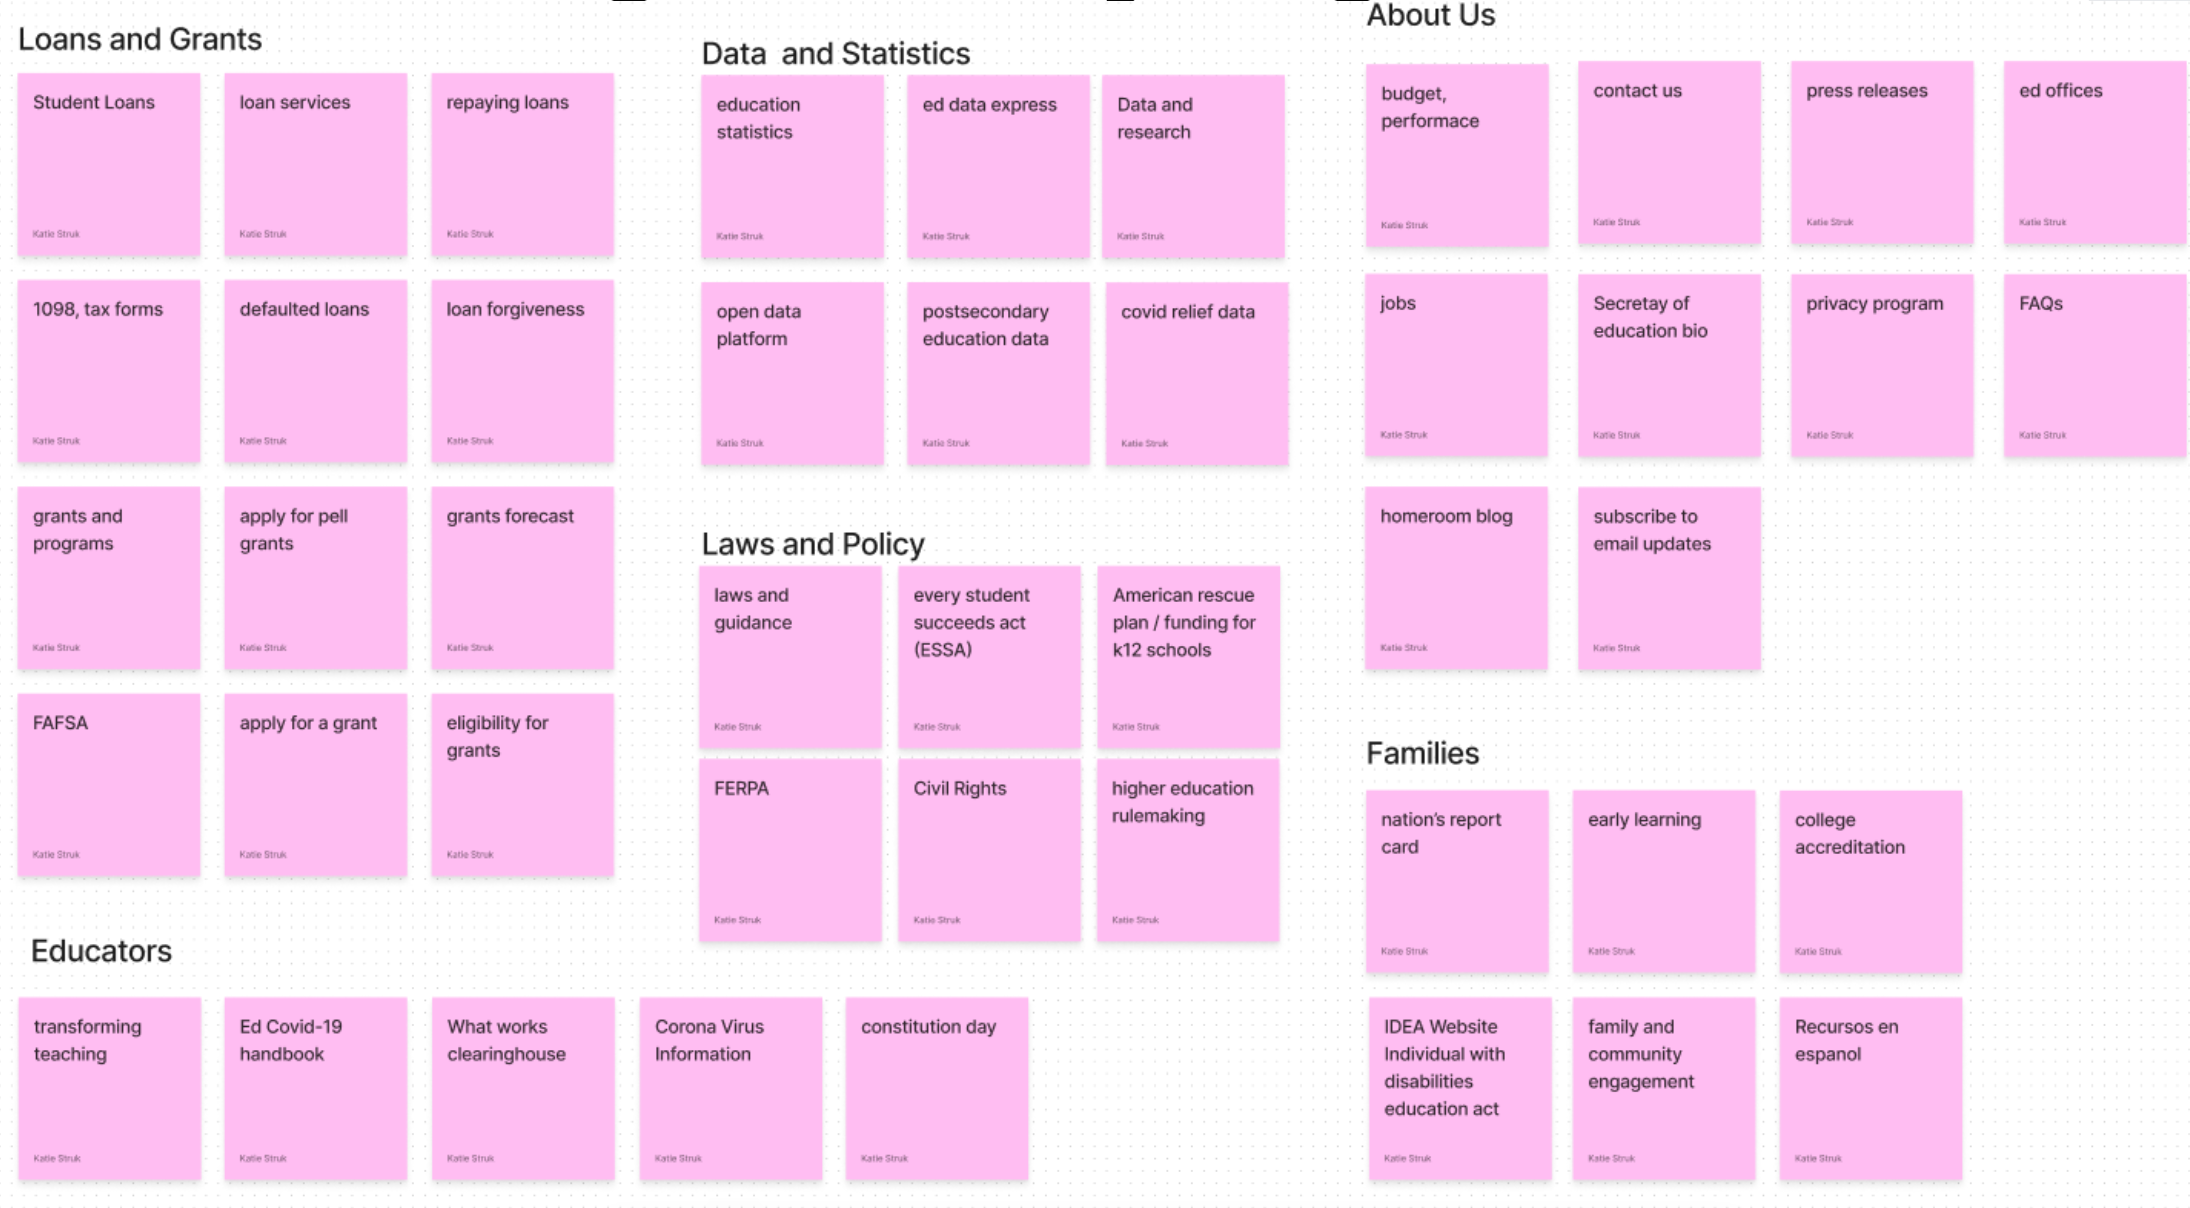 Loans and Grants
Student Loans
Katie Struk
loan services
Katie Struk
repaying loans
Katie Struk
1098, tax forms
Katie Struk
defaulted loans
Katie Struk
loan forgiveness
Katie Struk
grants and
programs
Katie Struk
apply for pell
grants
Katie Struk
grants forecast
Katie Struk
FAFSA
Katie Struk
apply for a grant
Katie Struk
eligibility for
grants
Katie Struk
Data and Statistics
education
statistics
Katie Struk
ed data express
Katie Struk
Data and
research
Katie Struk
open data
platform
Katie Struk
postsecondary
education data
Katie Struk
covid relief data
Katie Struk
Laws and Policy
laws and
guidance
Katie Struk
every student
succeeds act
(ESSA)
Katie Struk
American rescue
plan / funding for
k12 schools
Katie Struk
FERPA
Katie Struk
Civil Rights
Katie Struk
higher education
rulemaking
Katie Struk
Educators
transforming
teaching
Katie Struk
Ed Covid-19
handbook
Katie Struk
What works
clearinghouse
Katie Struk
Corona Virus
Information
Katie Struk
constitution day
Katie Struk
About Us
budget,
performace
Katie Struk
contact us
Katie Struk
press releases
Katie Struk
ed offices
Katie Struk
jobs
Katie Struk
Secretay of
education bio
Katie Struk
privacy program
Katie Struk
FAQs
Katie Struk
homeroom blog
Katie Struk
subscribe to
email updates
Katie Struk
Families
nation's report
card
Katie Struk
early learning
Katie Struk
college
accreditation
Katie Struk
IDEA Website
Individual with
disabilities
education act
Katie Struk
family and
community
engagement
Katie Struk
Recursos en
espanol
Katie Struk